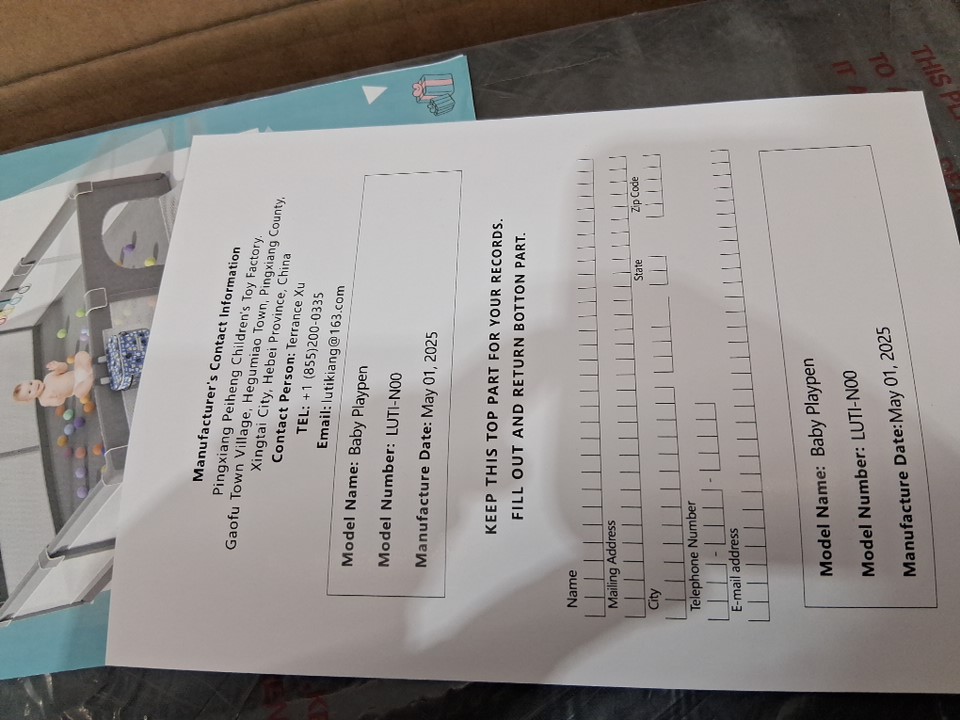 Manufacturer's Contact Information
Pingxiang Peiheng Children's Toy Factory.
Gaofu Town Village, Hegumiao Town, Pingxiang County,
Xingtai City, Hebei Province, China
Contact Person: Terrance Xu
TEL: +1 (855)200-0335
Email: lutikiang@163.com
Model Name: Baby Playpen
Model Number: LUTI-N00
Manufacture Date: May 01, 2025
KEEP THIS TOP PART FOR YOUR RECORDS.
FILL OUT AND RETURN BOTTON PART.
Name
Mailing Address
City
State
Zip Code
Telephone Number
- -
E-mail address
Model Name: Baby Playpen
Model Number: LUTI-N00
Manufacture Date:May 01, 2025
THIS
TO
IT